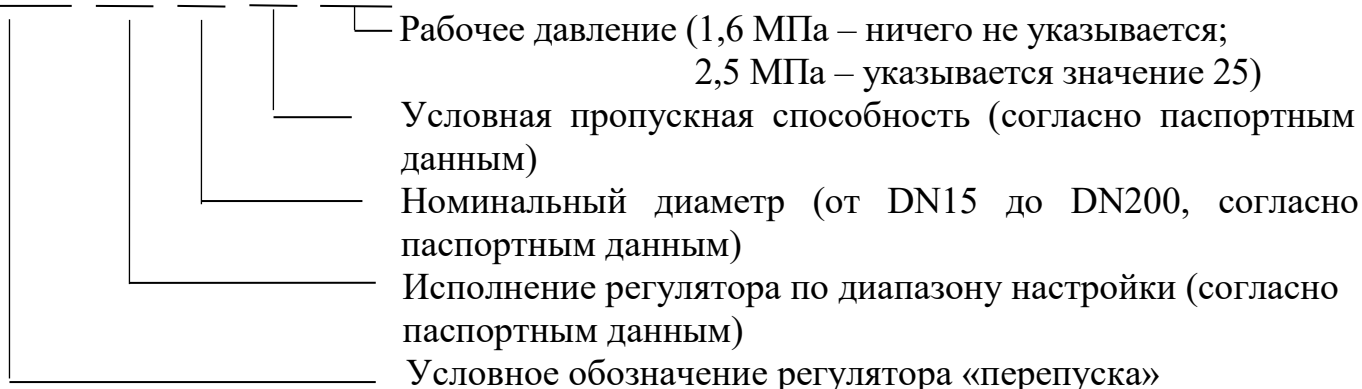 Рабочее давление (1,6 МПа – ничего не указывается;
2,5 МПа – указывается значение 25)
Условная пропускная способность (согласно паспортным
данным)
Номинальный диаметр (от DN15 до DN200, согласно
паспортным данным)
Исполнение регулятора по диапазону настройки (согласно
паспортным данным)
Условное обозначение регулятора «перепуска»